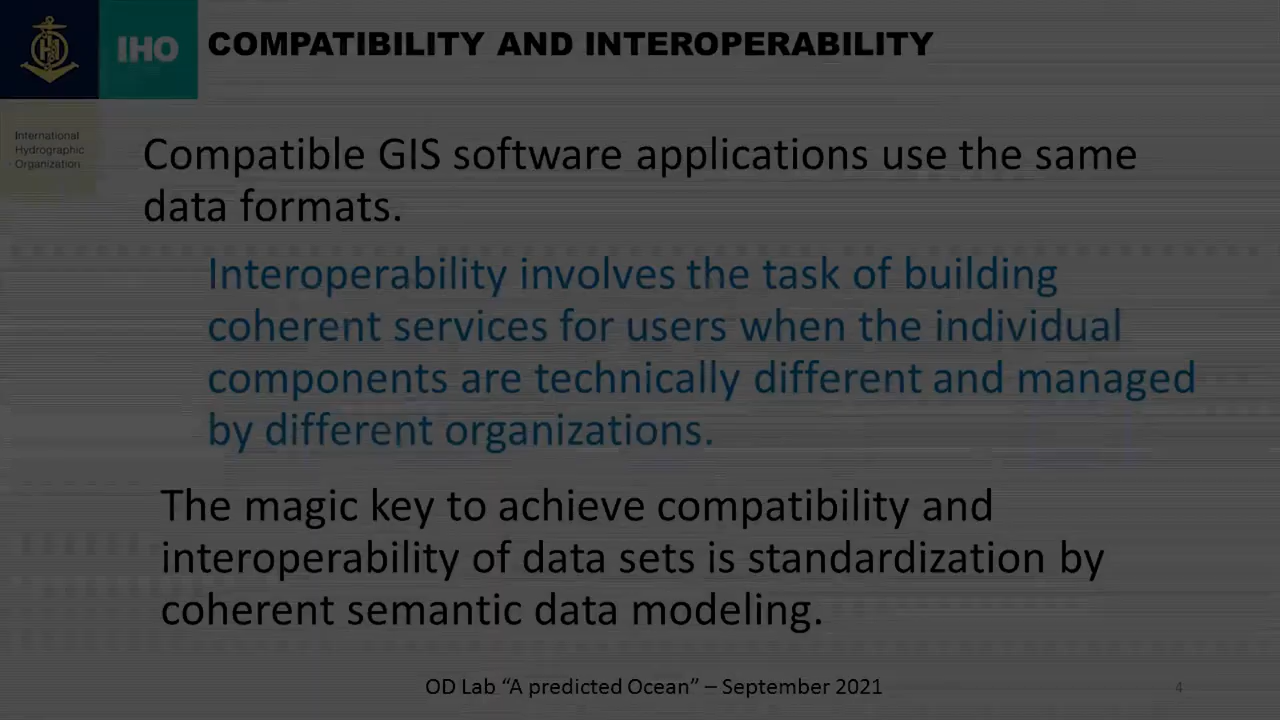 IHO
COMPATIBILITY AND INTEROPERABILITY
International
Hydrographic
Organization
Compatible GIS software applications use the same
data formats.
Interoperability involves the task of building
coherent services for users when the individual
components are technically different and managed
by different organizations.
The magic key to achieve compatibility and
interoperability of data sets is standardization by
coherent semantic data modeling.
OD Lab “A predicted Ocean” – September 2021
4